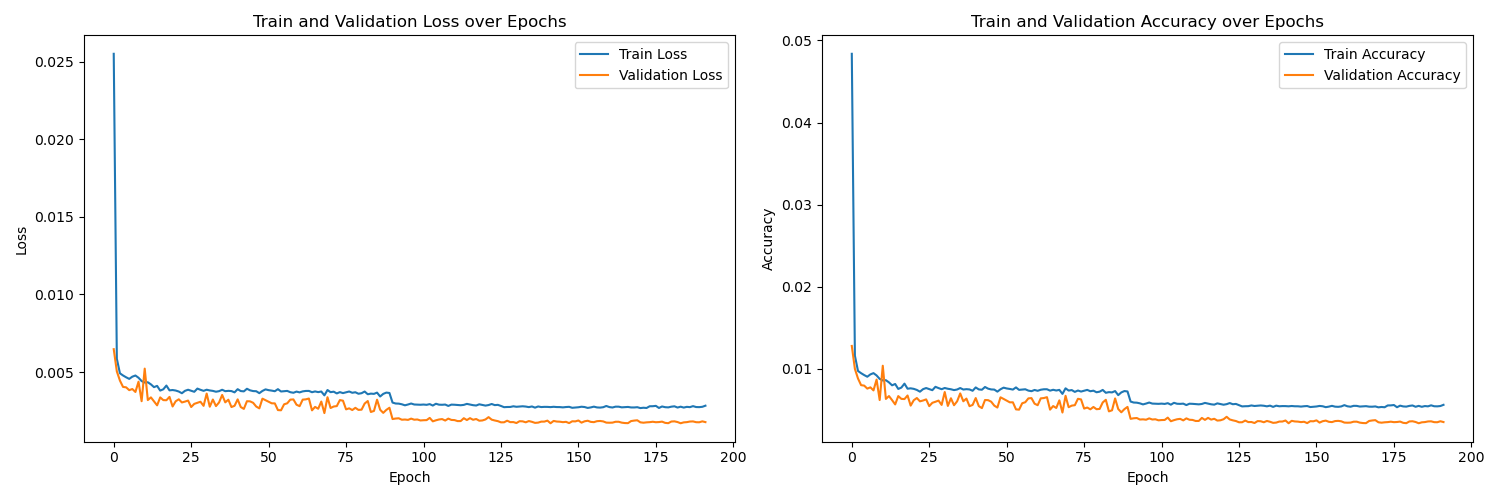 Train and Validation Loss over Epochs
Train Loss
Validation Loss
Loss
0.025
0.020
0.015
0.010
0.005
0 25 50 75 100 125 150 175 200
Epoch
Train and Validation Accuracy over Epochs
Train Accuracy
Validation Accuracy
Accuracy
0.05
0.04
0.03
0.02
0.01
0 25 50 75 100 125 150 175 200
Epoch